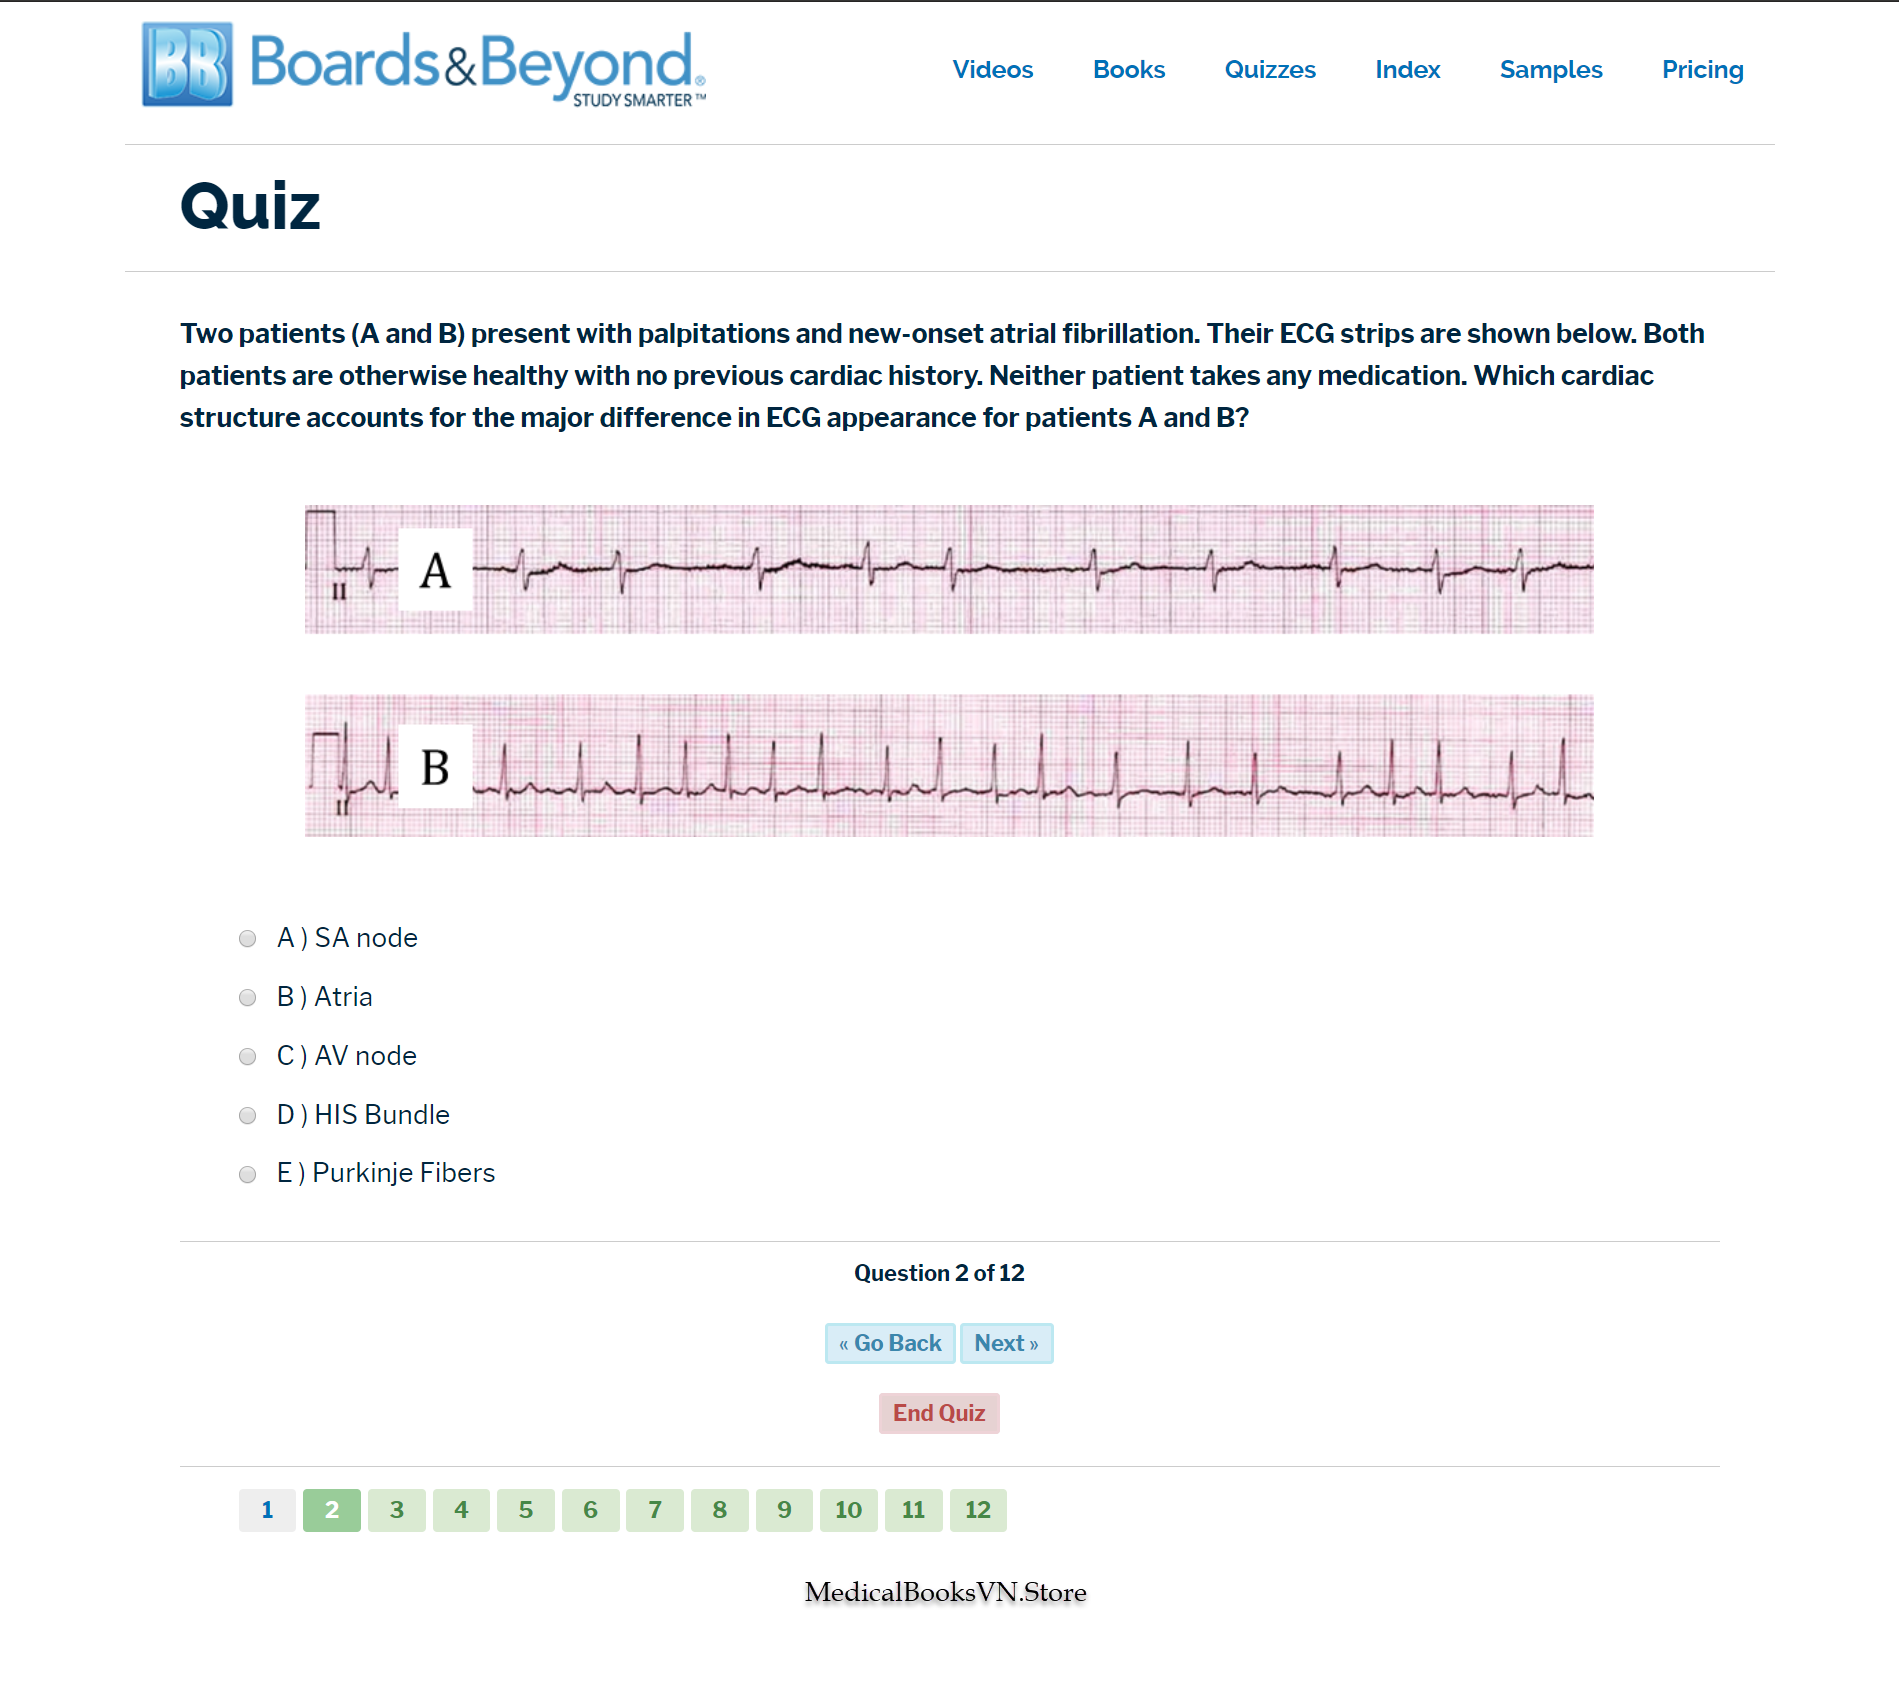 BB Boards&Beyond®
STUDY SMARTER™
Videos Books Quizzes Index Samples Pricing
Quiz
Two patients (A and B) present with palpitations and new-onset atrial fibrillation. Their ECG strips are shown below. Both
patients are otherwise healthy with no previous cardiac history. Neither patient takes any medication. Which cardiac
structure accounts for the major difference in ECG appearance for patients A and B?
A
II
B
II
A ) SA node
B ) Atria
C ) AV node
D ) HIS Bundle
E ) Purkinje Fibers
Question 2 of 12
« Go Back Next »
End Quiz
1 2 3 4 5 6 7 8 9 10 11 12
MedicalBooksVN.Store